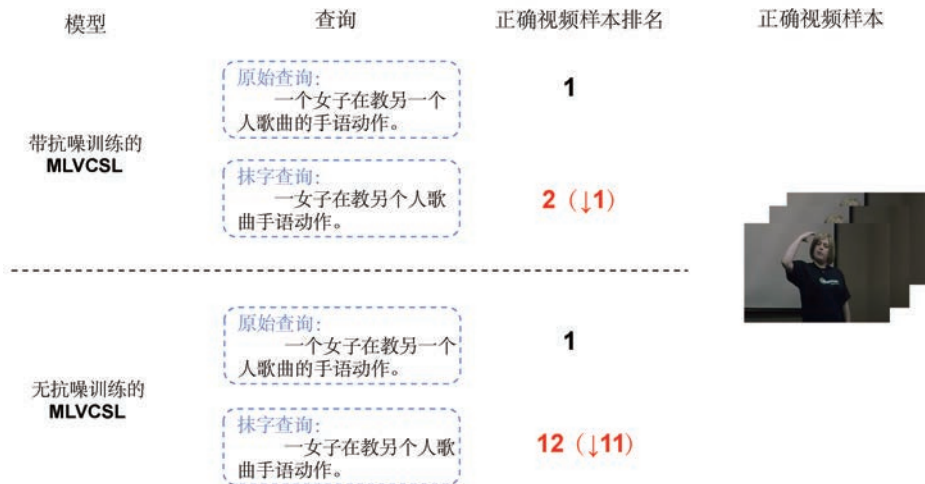 模型 查询 正确视频样本排名 正确视频样本
原始查询:
一个女子在教另一个
人歌曲的手语动作。
1
带抗噪训练的
MLVCSL
抹字查询:
一女子在教另个人歌
曲手语动作。
2（↓1）
原始查询:
一个女子在教另一个
人歌曲的手语动作。
1
无抗噪训练的
MLVCSL
抹字查询:
一女子在教另个人歌
曲手语动作。
12（↓11）